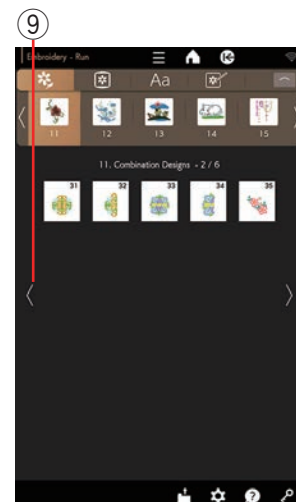 9
Embroidery - Run
Aa
11 12 13 14 15
11. Combination Designs - 2 / 6
31 32 33 34 35